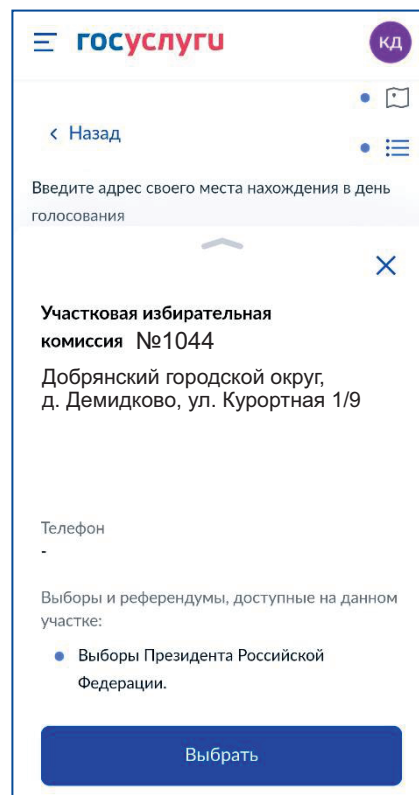 госуслуги
КД
Назад
Введите адрес своего места нахождения в день
голосования
Участковая избирательная
комиссия №1044
Добрянский городской округ,
д. Демидково, ул. Курортная 1/9
Телефон
-
Выборы и референдумы, доступные на данном
участке:
Выборы Президента Российской
Федерации.
Выбрать